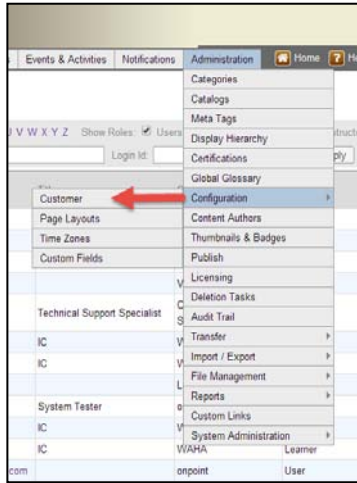 Events & Activities Notifications Administration Home
Categories
Catalogs
J V W X Y Z Show Roles: Meta Tags
Display Hierarchy
Login Id: Certifications
Global Glossary
Customer Configuration
Page Layouts Content Authors
Time Zones Thumbnails & Badges
Custom Fields Publish
Licensing
Deletion Tasks
Technical Support Specialist Audit Trail
IC Transfer
IC Import / Export
File Management
System Tester Reports
IC Custom Links
System Administration
IC WAHA Learner
com onpoint User